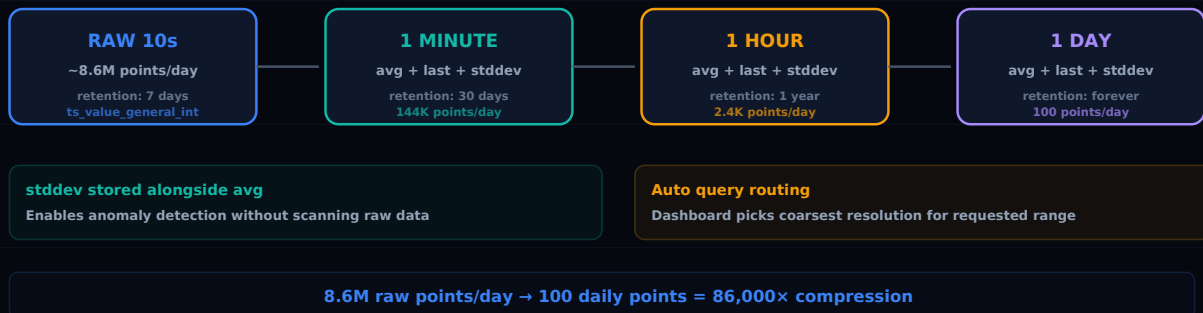 RAW 10s
~8.6M points/day
retention: 7 days
ts_value_general_int
1 MINUTE
avg + last + stddev
retention: 30 days
144K points/day
1 HOUR
avg + last + stddev
retention: 1 year
2.4K points/day
1 DAY
avg + last + stddev
retention: forever
100 points/day
stddev stored alongside avg
Enables anomaly detection without scanning raw data
Auto query routing
Dashboard picks coarsest resolution for requested range
8.6M raw points/day → 100 daily points = 86,000× compression